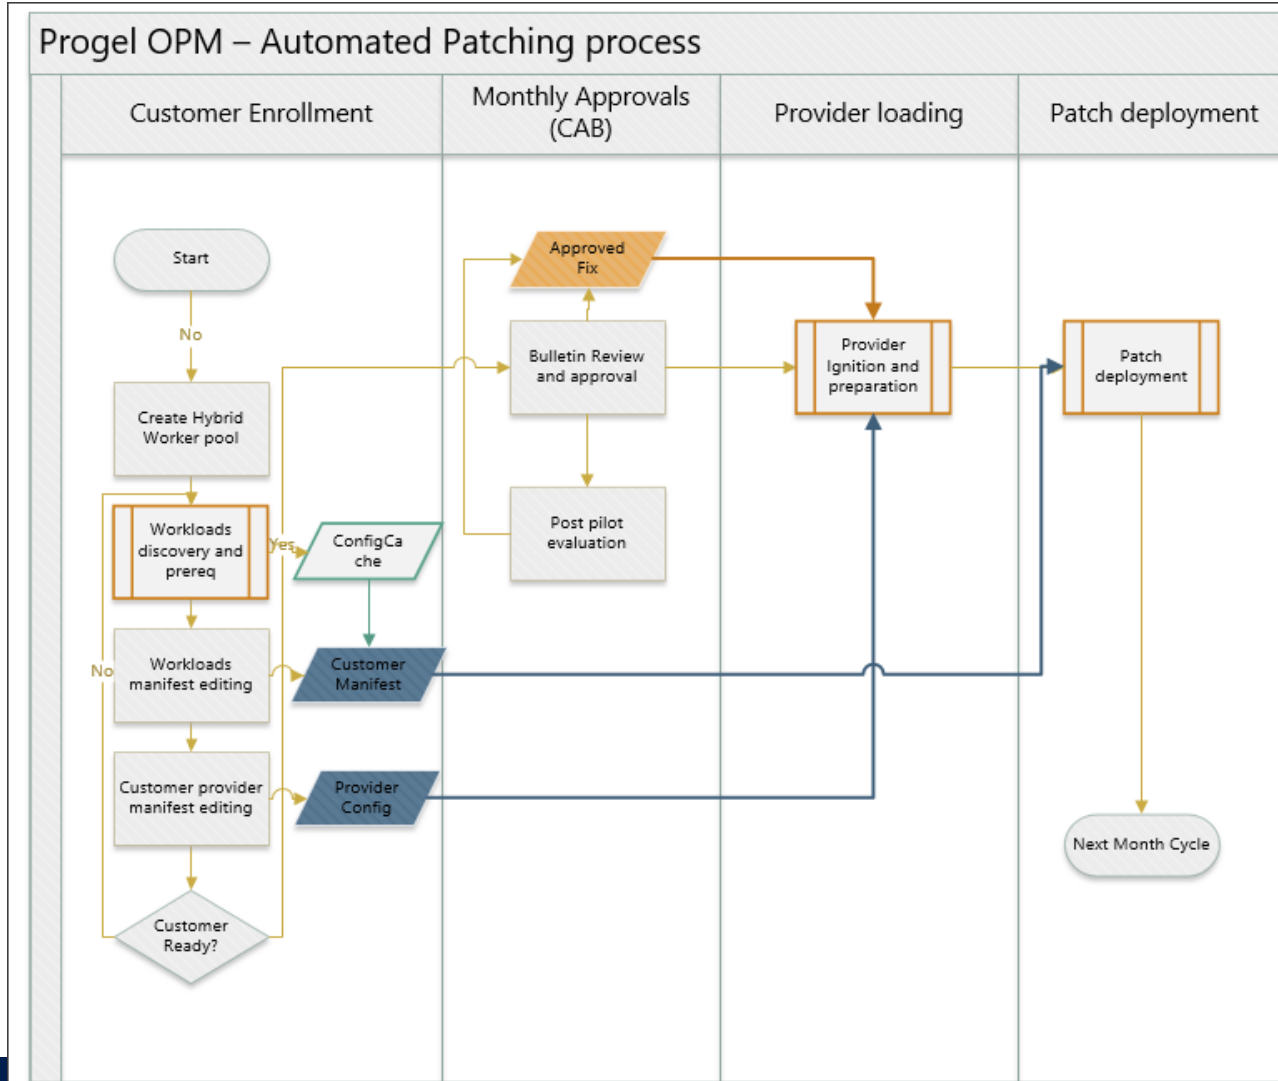 Progel OPM – Automated Patching process
Customer Enrollment
Monthly Approvals
(CAB)
Provider loading
Patch deployment
Start
No
Create Hybrid
Worker pool
Workloads
discovery and
prereq
Yes
ConfigCa
che
Workloads
manifest editing
No
Customer
Manifest
Customer provider
manifest editing
Provider
Config
Customer
Ready?
Approved
Fix
Bulletin Review
and approval
Post pilot
evaluation
Provider
Ignition and
preparation
Patch
deployment
Next Month Cycle